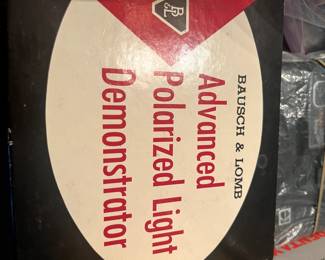 B&L
BAUSCH & LOMB
Advanced
Polarized Light
Demonstrator